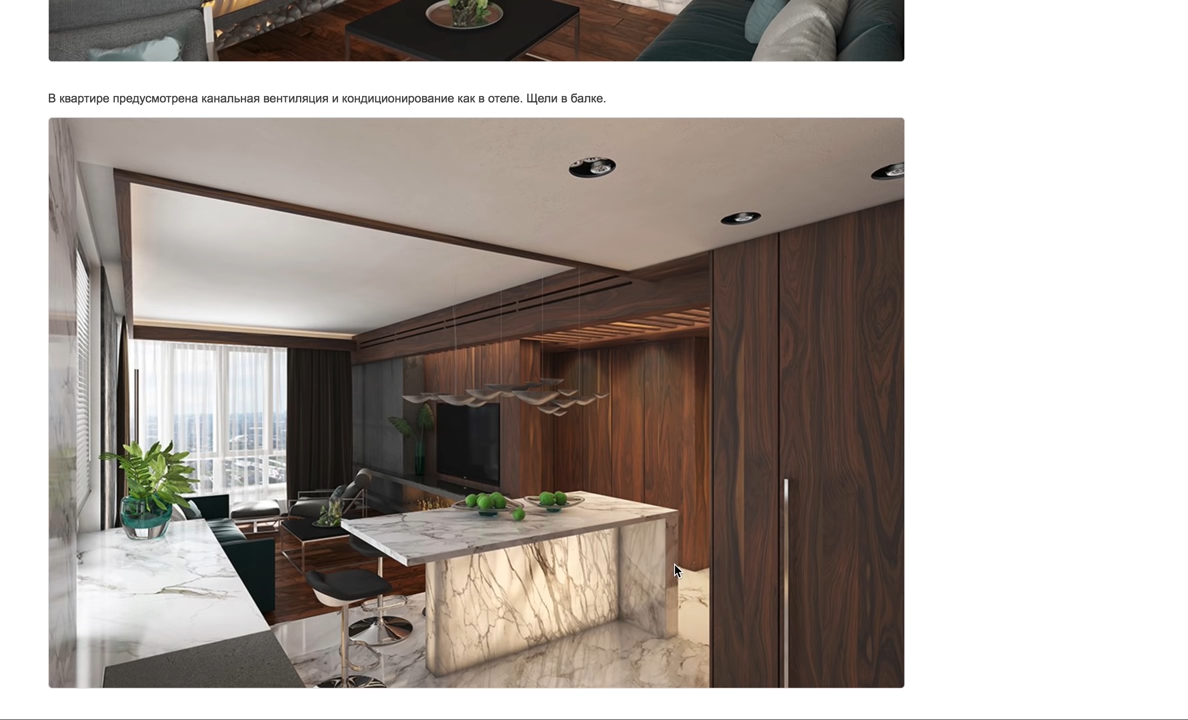 В квартире предусмотрена канальная вентиляция и кондиционирование как в отеле. Щели в балке.